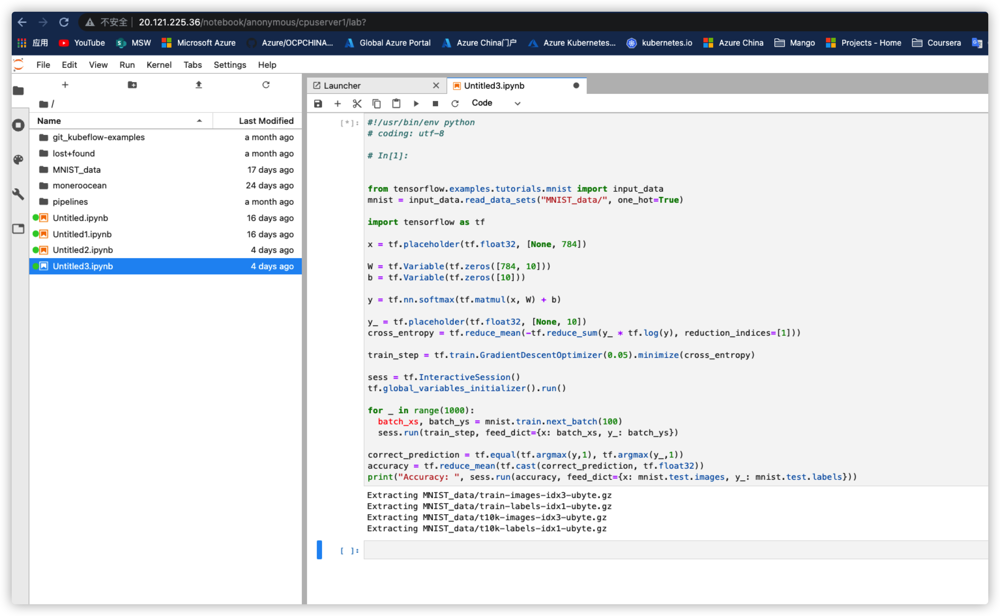 不安全 | 20.121.225.36/notebook/anonymous/cpuserver1/lab?
应用 YouTube MSW Microsoft Azure Azure/OCPCHINA... Global Azure Portal Azure China门户 Azure Kubernetes... kubernetes.io Azure China Mango Projects - Home Coursera
File Edit View Run Kernel Tabs Settings Help
Launcher Untitled3.ipynb
Code
/
Name Last Modified
git_kubeflow-examples a month ago
lost+found a month ago
MNIST_data 17 days ago
moneroocean 24 days ago
pipelines a month ago
Untitled.ipynb 16 days ago
Untitled1.ipynb 16 days ago
Untitled2.ipynb 4 days ago
Untitled3.ipynb 4 days ago
[*]: #!/usr/bin/env python
# coding: utf-8
# In[1]:
from tensorflow.examples.tutorials.mnist import input_data
mnist = input_data.read_data_sets("MNIST_data/", one_hot=True)
import tensorflow as tf
x = tf.placeholder(tf.float32, [None, 784])
W = tf.Variable(tf.zeros([784, 10]))
b = tf.Variable(tf.zeros([10]))
y = tf.nn.softmax(tf.matmul(x, W) + b)
y_ = tf.placeholder(tf.float32, [None, 10])
cross_entropy = tf.reduce_mean(-tf.reduce_sum(y_ * tf.log(y), reduction_indices=[1]))
train_step = tf.train.GradientDescentOptimizer(0.05).minimize(cross_entropy)
sess = tf.InteractiveSession()
tf.global_variables_initializer().run()
for _ in range(1000):
  batch_xs, batch_ys = mnist.train.next_batch(100)
  sess.run(train_step, feed_dict={x: batch_xs, y_: batch_ys})
correct_prediction = tf.equal(tf.argmax(y,1), tf.argmax(y_,1))
accuracy = tf.reduce_mean(tf.cast(correct_prediction, tf.float32))
print("Accuracy: ", sess.run(accuracy, feed_dict={x: mnist.test.images, y_: mnist.test.labels}))
Extracting MNIST_data/train-images-idx3-ubyte.gz
Extracting MNIST_data/train-labels-idx1-ubyte.gz
Extracting MNIST_data/t10k-images-idx3-ubyte.gz
Extracting MNIST_data/t10k-labels-idx1-ubyte.gz
[ ]: